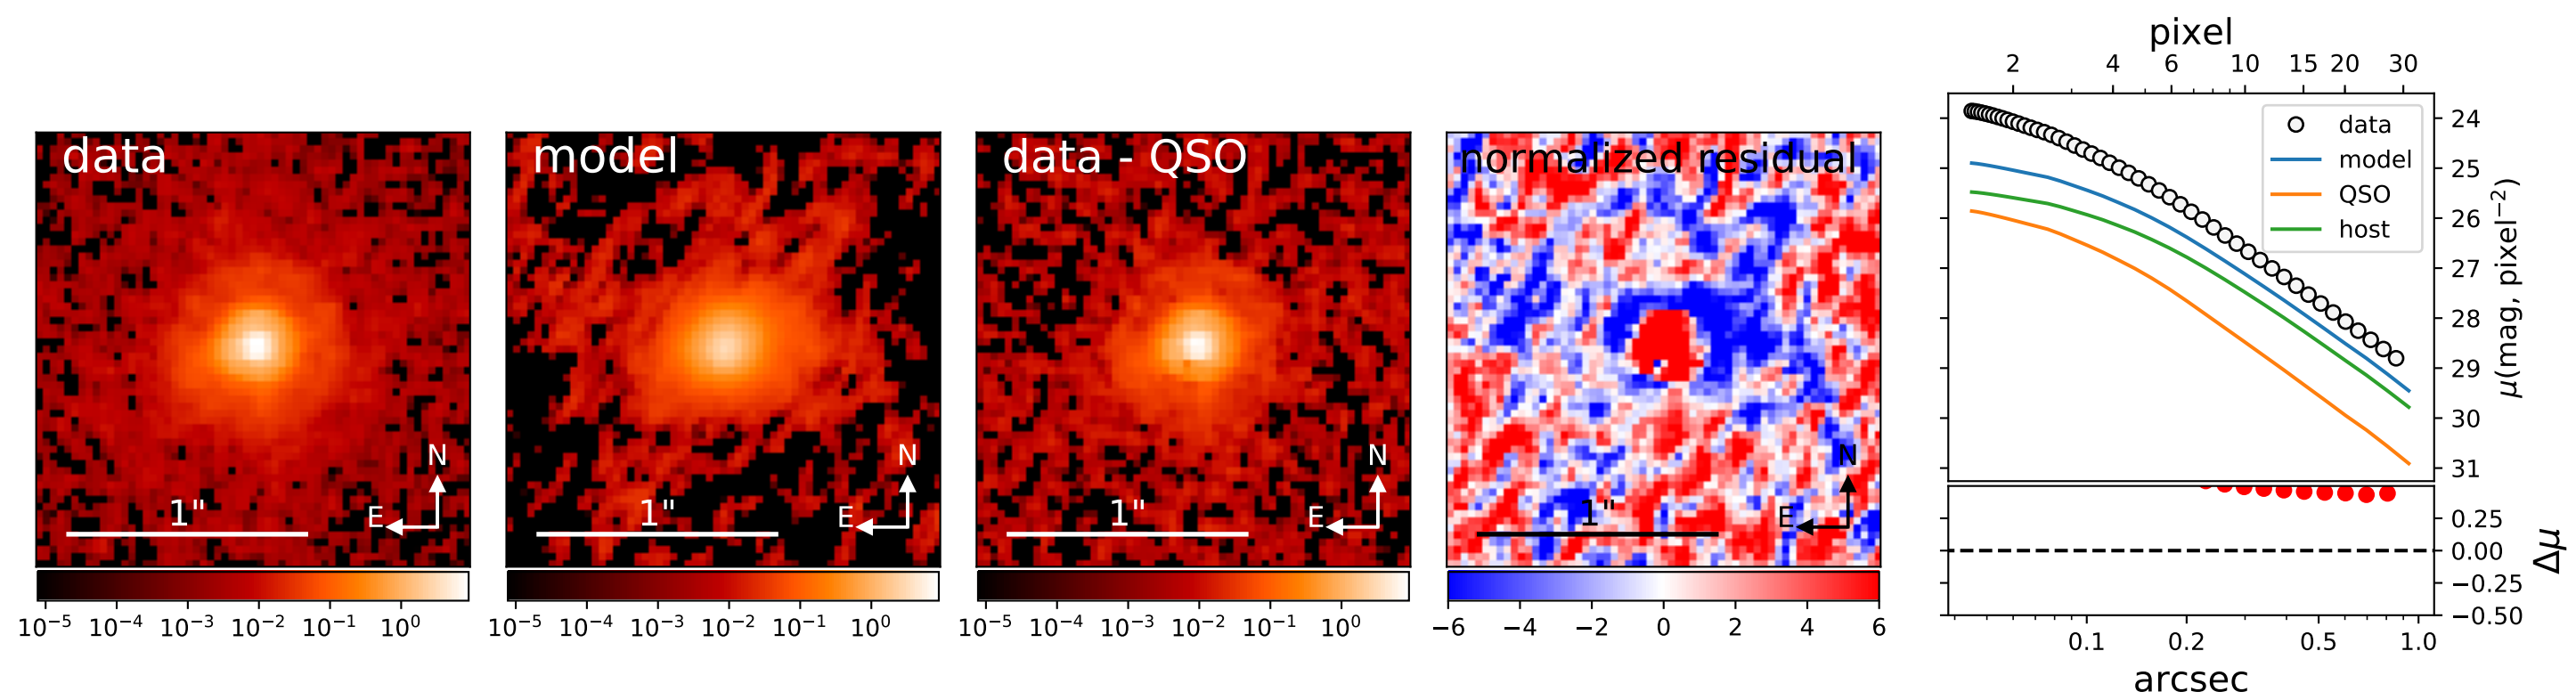 data
N
E
1"
10⁻⁵ 10⁻⁴ 10⁻³ 10⁻² 10⁻¹ 10⁰
model
N
E
1"
10⁻⁵ 10⁻⁴ 10⁻³ 10⁻² 10⁻¹ 10⁰
data - QSO
N
E
1"
10⁻⁵ 10⁻⁴ 10⁻³ 10⁻² 10⁻¹ 10⁰
normalized residual
N
E
1"
−6 −4 −2 0 2 4 6
pixel
2 4 6 10 15 20 30
data
model
QSO
host
24
25
26
27
28
29
30
31
μ(mag, pixel⁻²)
0.25
0.00
−0.25
−0.50
Δμ
0.1 0.2 0.5 1.0
arcsec